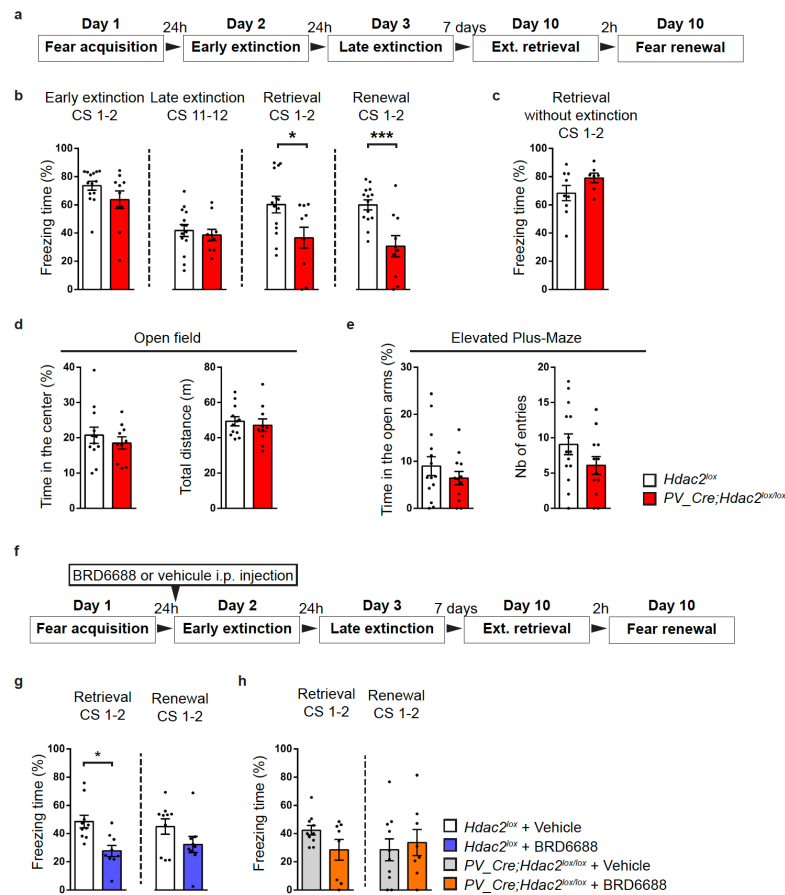 a
Day 1
24h
Day 2
24h
Day 3
7 days
Day 10
2h
Day 10
Fear acquisition
Early extinction
Late extinction
Ext. retrieval
Fear renewal
b
Early extinction
CS 1-2
Late extinction
CS 11-12
Retrieval
CS 1-2
Renewal
CS 1-2
*
***
Freezing time (%)
100
80
60
40
20
0
c
Retrieval
without extinction
CS 1-2
Freezing time (%)
100
80
60
40
20
0
d
Open field
Time in the center (%)
40
30
20
10
0
Total distance (m)
80
60
40
20
0
e
Elevated Plus-Maze
Time in the open arms (%)
30
20
10
0
Nb of entries
20
15
10
5
0
Hdac2lox
PV_Cre;Hdac2lox/lox
f
BRD6688 or vehicule i.p. injection
Day 1
24h
Day 2
24h
Day 3
7 days
Day 10
2h
Day 10
Fear acquisition
Early extinction
Late extinction
Ext. retrieval
Fear renewal
g
Retrieval
CS 1-2
Renewal
CS 1-2
*
Freezing time (%)
100
80
60
40
20
0
h
Retrieval
CS 1-2
Renewal
CS 1-2
Freezing time (%)
100
80
60
40
20
0
Hdac2lox + Vehicle
Hdac2lox + BRD6688
PV_Cre;Hdac2lox/lox + Vehicle
PV_Cre;Hdac2lox/lox + BRD6688